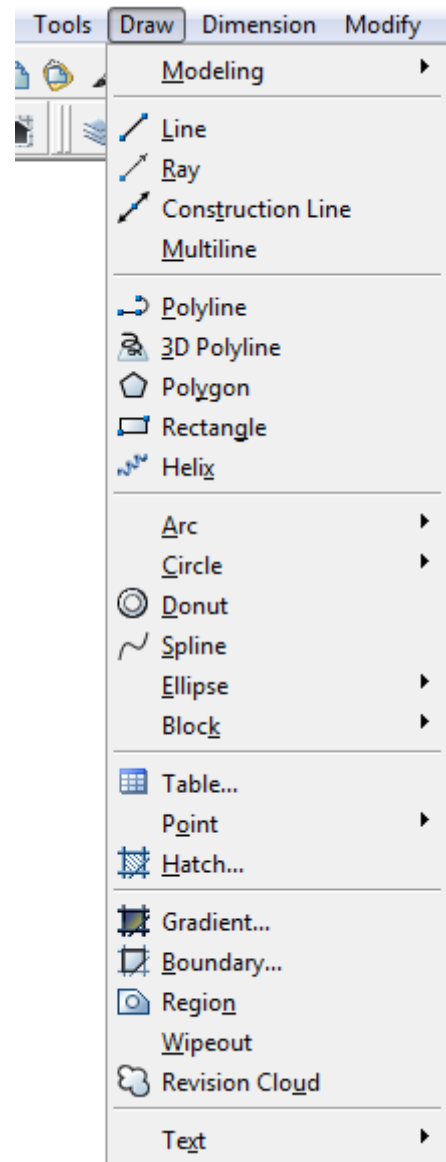 Tools Draw Dimension Modify
Modeling
Line
Ray
Construction Line
Multiline
Polyline
3D Polyline
Polygon
Rectangle
Helix
Arc
Circle
Donut
Spline
Ellipse
Block
Table...
Point
Hatch...
Gradient...
Boundary...
Region
Wipeout
Revision Cloud
Text